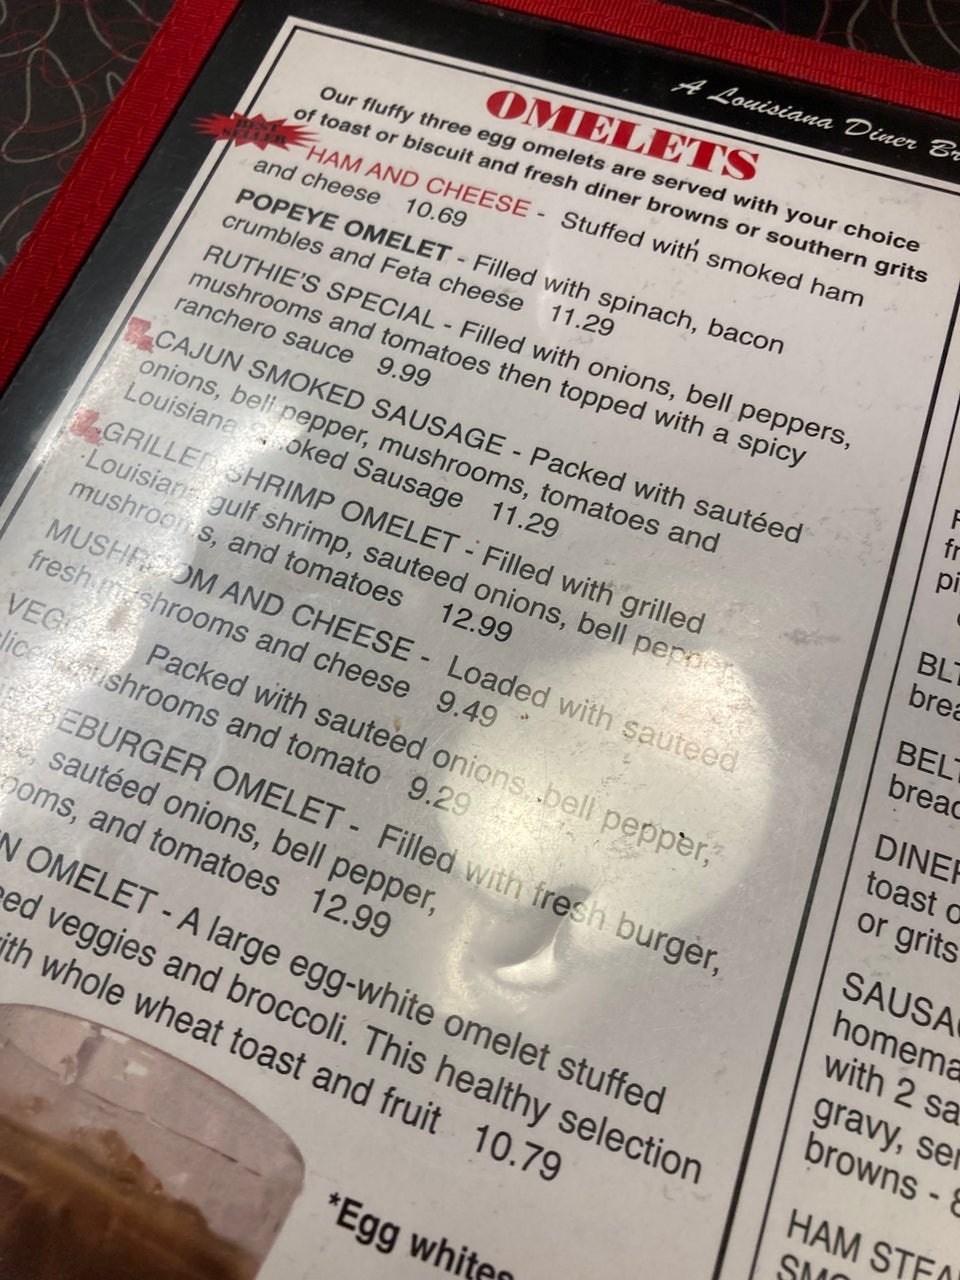 A Louisiana Diner
OMELETS
Our fluffy three egg omelets are served with your choice
of toast or biscuit and fresh diner browns or southern grits
BEST
SELLER
HAM AND CHEESE - Stuffed with smoked ham
and cheese 10.69
POPEYE OMELET - Filled with spinach, bacon
crumbles and Feta cheese 11.29
RUTHIE'S SPECIAL - Filled with onions, bell peppers,
mushrooms and tomatoes then topped with a spicy
ranchero sauce 9.99
CAJUN SMOKED SAUSAGE - Packed with sautéed
onions, bell pepper, mushrooms, tomatoes and
Louisiana Smoked Sausage 11.29
GRILLED SHRIMP OMELET - Filled with grilled
Louisiana gulf shrimp, sauteed onions, bell pepper
mushrooms, and tomatoes 12.99
MUSHROOM AND CHEESE - Loaded with sauteed
fresh mushrooms and cheese 9.49
Packed with sauteed onions, bell pepper,
mushrooms and tomato 9.29
EBURGER OMELET - Filled with fresh burger,
sautéed onions, bell pepper,
ooms, and tomatoes 12.99
N OMELET - A large egg-white omelet stuffed
eed veggies and broccoli. This healthy selection
ith whole wheat toast and fruit 10.79
*Egg whites
BLT
brea
BELT
bread
DINER
toast o
or grits
SAUSAG
homema
with 2 sa
gravy, ser
browns -
HAM STEA
SMO